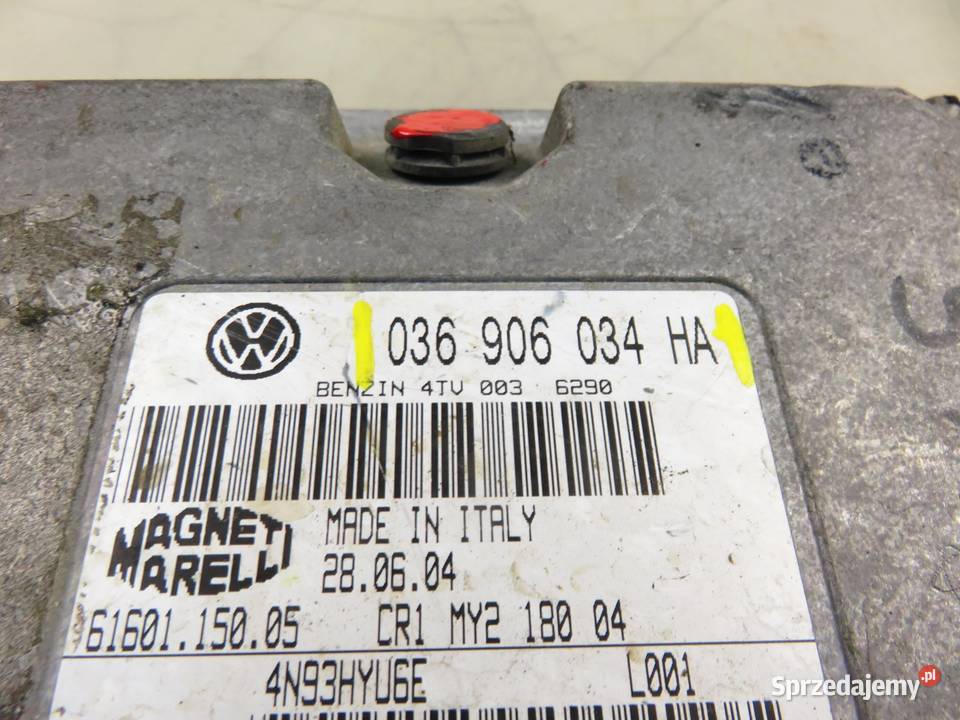 036 906 034 HA
BENZIN 4TV 003 6290
MAGNETI
MARELLI
MADE IN ITALY
28.06.04
61601.150.05 CR1 MY2 180 04
4N93HYU6E L001
Sprzedajemy.pl